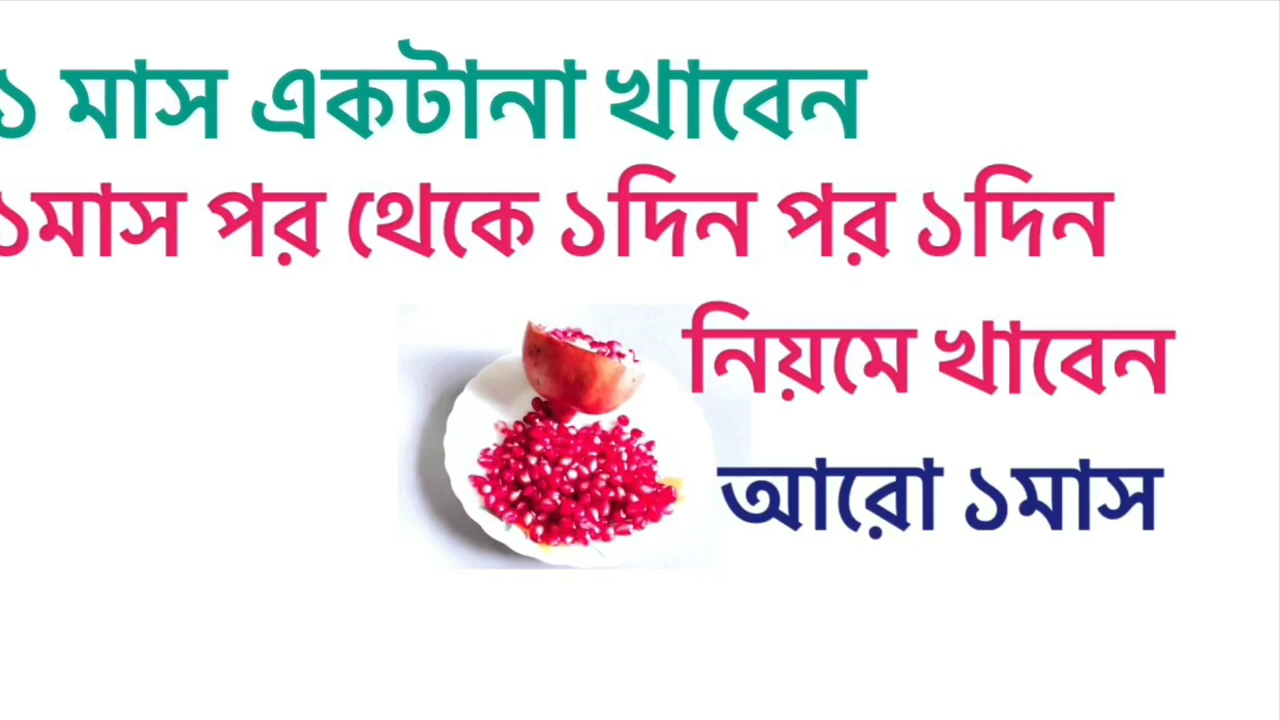 ১ মাস একটানা খাবেন
১মাস পর থেকে ১দিন পর ১দিন
নিয়মে খাবেন
আরো ১মাস